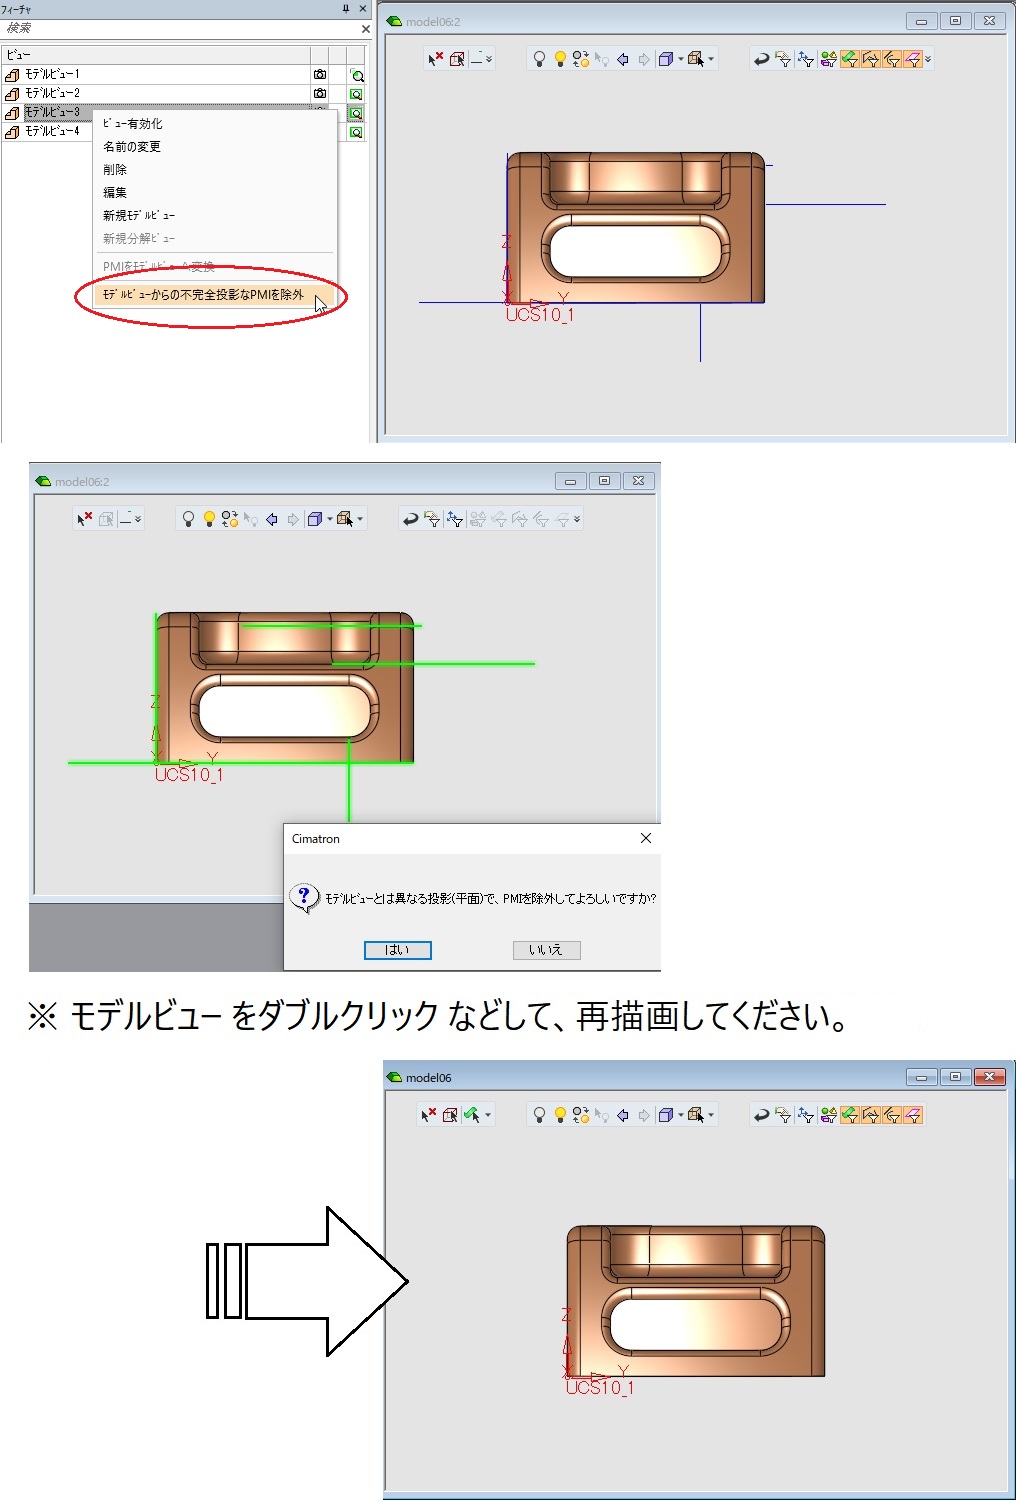 フィーチャ
検索
ビュー
モデルビュー1
モデルビュー2
モデルビュー3
モデルビュー4
ビュー有効化
名前の変更
削除
編集
新規モデルビュー
新規分解ビュー
PMIをモデルビューへ変換
モデルビューからの不完全投影なPMIを除外
model06:2
Z
Y
X
UCS10_1
model06:2
Z
Y
X
UCS10_1
Cimatron
モデルビューとは異なる投影(平面)で、PMIを除外してよろしいですか?
はい
いいえ
※ モデルビュー をダブルクリック などして、再描画してください。
model06
Z
Y
X
UCS10_1